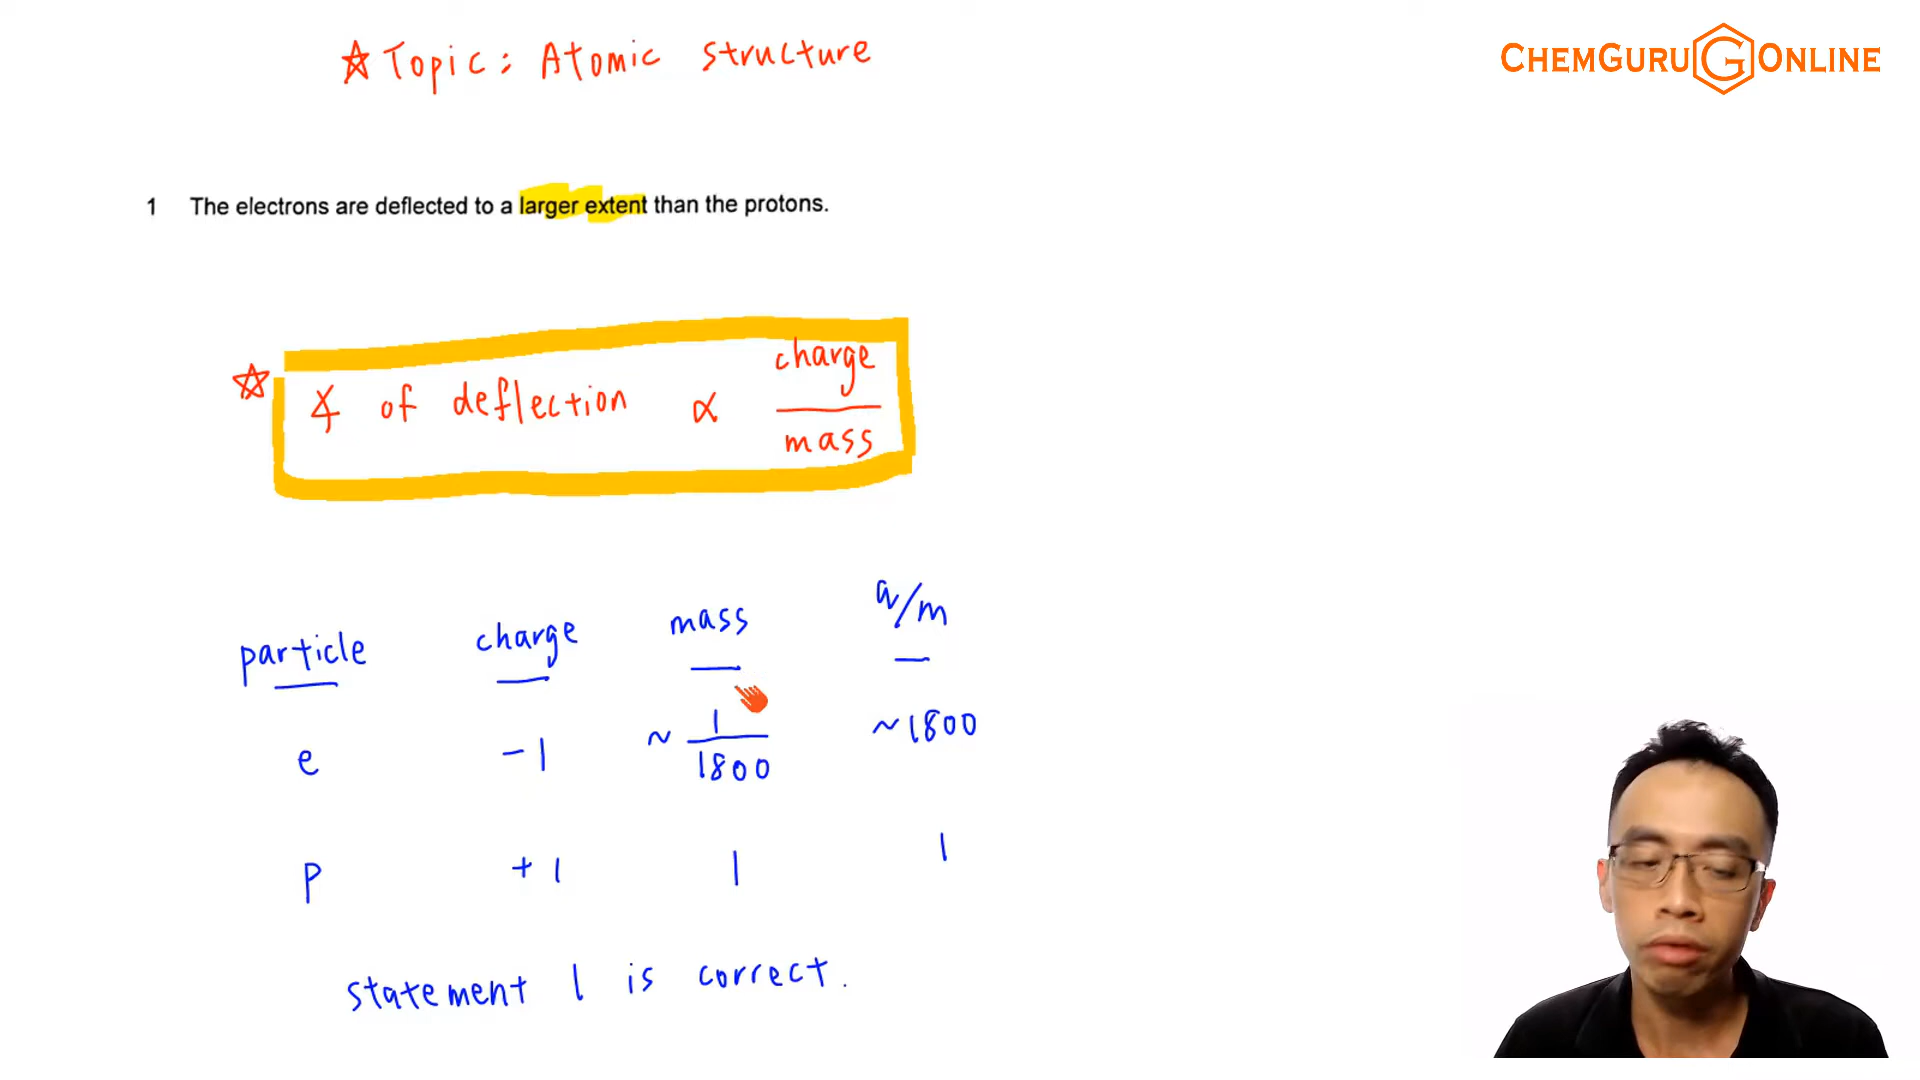 ☆ Topic: Atomic structure
CHEMGURU G ONLINE
1 The electrons are deflected to a larger extent than the protons.
☆ ∡ of deflection ∝ charge / mass
particle charge mass q/m
e -1 ~ 1/1800 ~1800
p +1 1 1
statement 1 is correct.